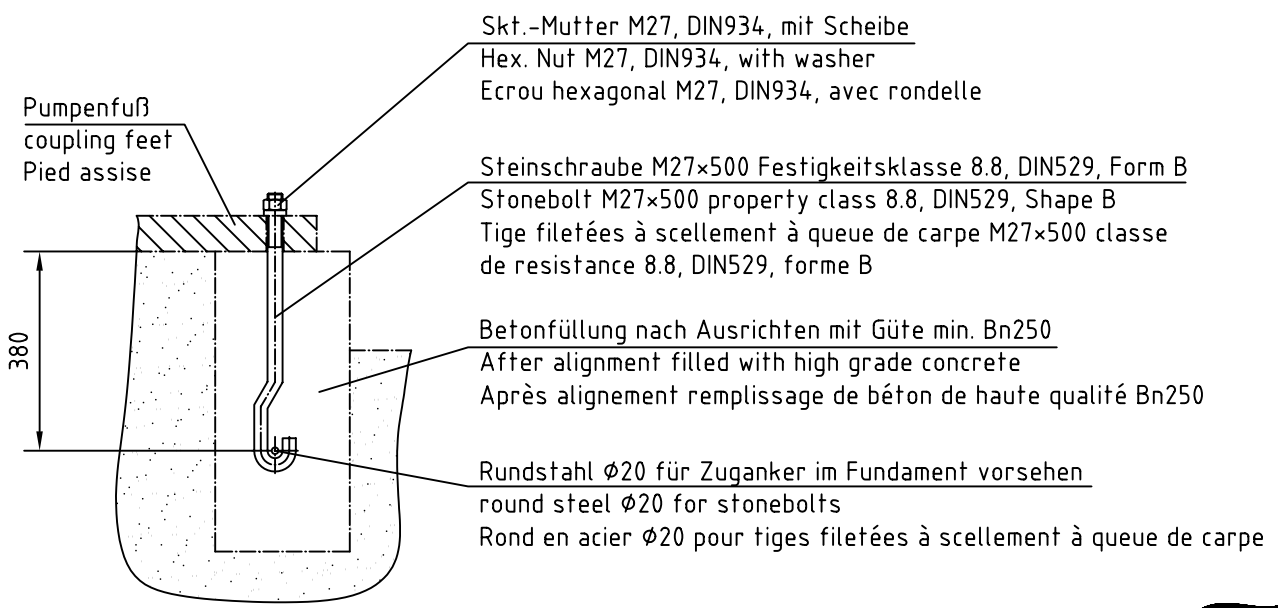 Skt.-Mutter M27, DIN934, mit Scheibe
Hex. Nut M27, DIN934, with washer
Ecrou hexagonal M27, DIN934, avec rondelle
Pumpenfuß
coupling feet
Pied assise
Steinschraube M27×500 Festigkeitsklasse 8.8, DIN529, Form B
Stonebolt M27×500 property class 8.8, DIN529, Shape B
Tige filetées à scellement à queue de carpe M27×500 classe
de resistance 8.8, DIN529, forme B
380
Betonfüllung nach Ausrichten mit Güte min. Bn250
After alignment filled with high grade concrete
Après alignement remplissage de béton de haute qualité Bn250
Rundstahl Ø20 für Zuganker im Fundament vorsehen
round steel Ø20 for stonebolts
Rond en acier Ø20 pour tiges filetées à scellement à queue de carpe